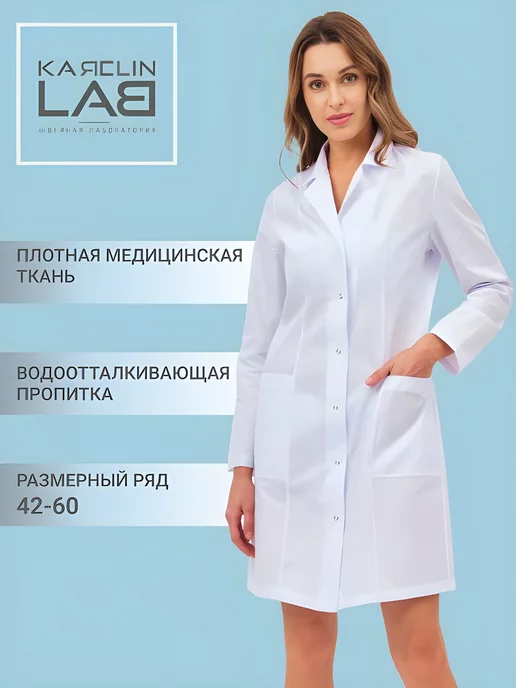 KARCLIN
LAB
ШВЕЙНАЯ ЛАБОРАТОРИЯ
ПЛОТНАЯ МЕДИЦИНСКАЯ
ТКАНЬ
ВОДООТТАЛКИВАЮЩАЯ
ПРОПИТКА
РАЗМЕРНЫЙ РЯД
42-60